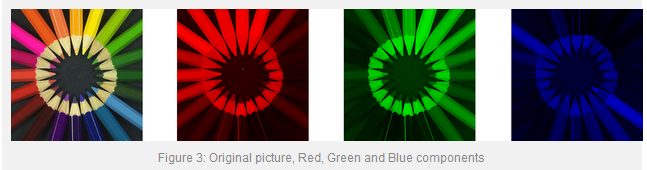 Figure 3: Original picture, Red, Green and Blue components